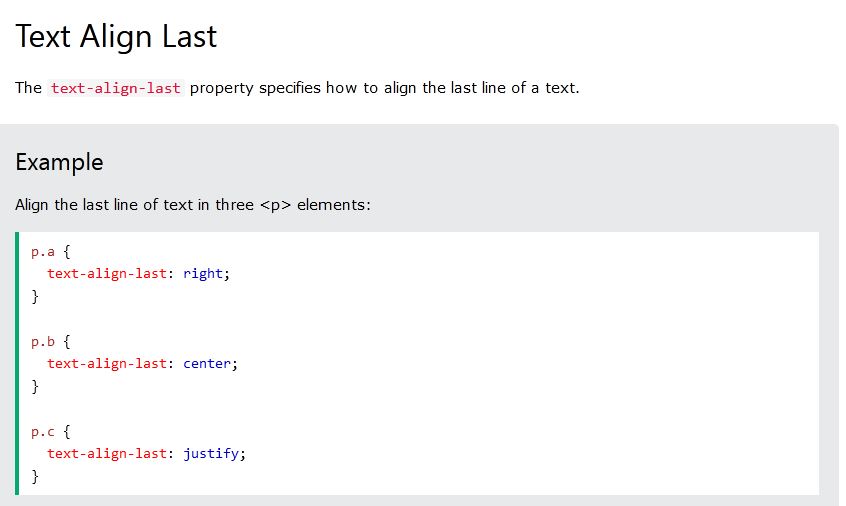 Text Align Last
The text-align-last property specifies how to align the last line of a text.
Example
Align the last line of text in three <p> elements:
p.a {
  text-align-last: right;
}
p.b {
  text-align-last: center;
}
p.c {
  text-align-last: justify;
}